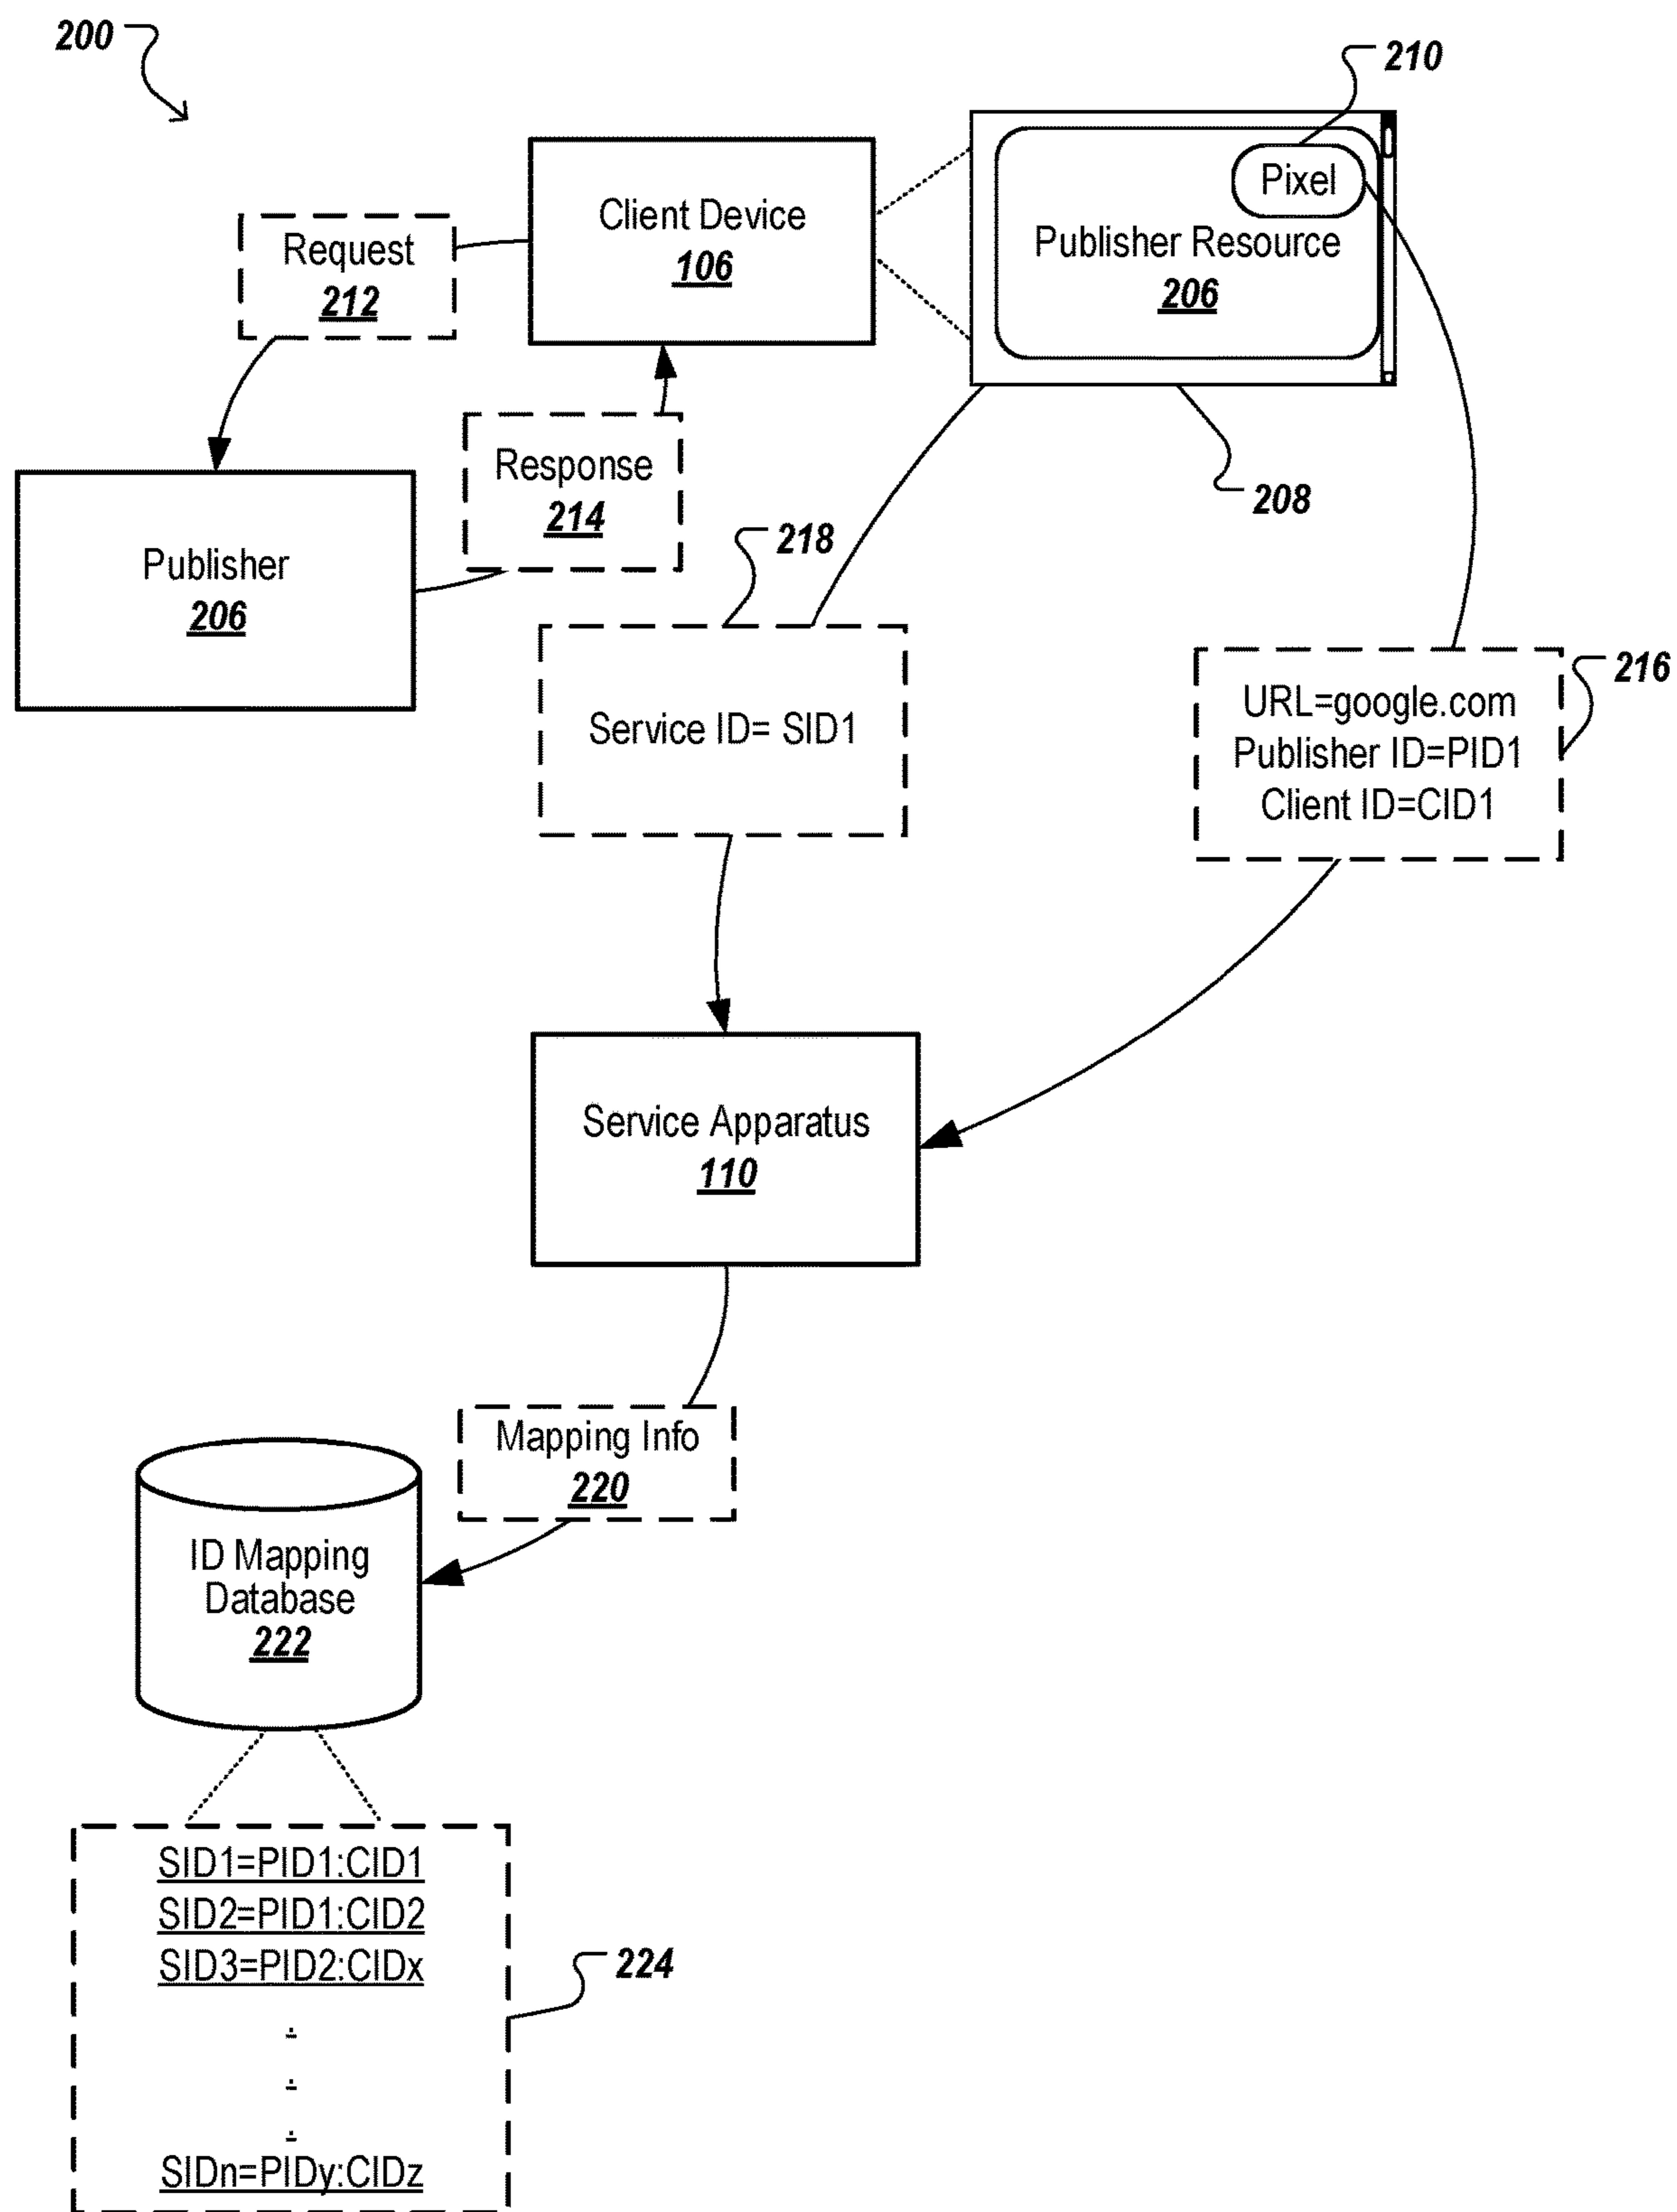 200
210
Pixel
Publisher Resource
206
Client Device
106
Request
212
208
Response
214
218
Publisher
206
216
URL=google.com
Publisher ID=PID1
Client ID=CID1
Service ID= SID1
Service Apparatus
110
Mapping Info
220
ID Mapping
Database
222
SID1=PID1:CID1
SID2=PID1:CID2
SID3=PID2:CIDx
.
.
.
SIDn=PIDy:CIDz
224